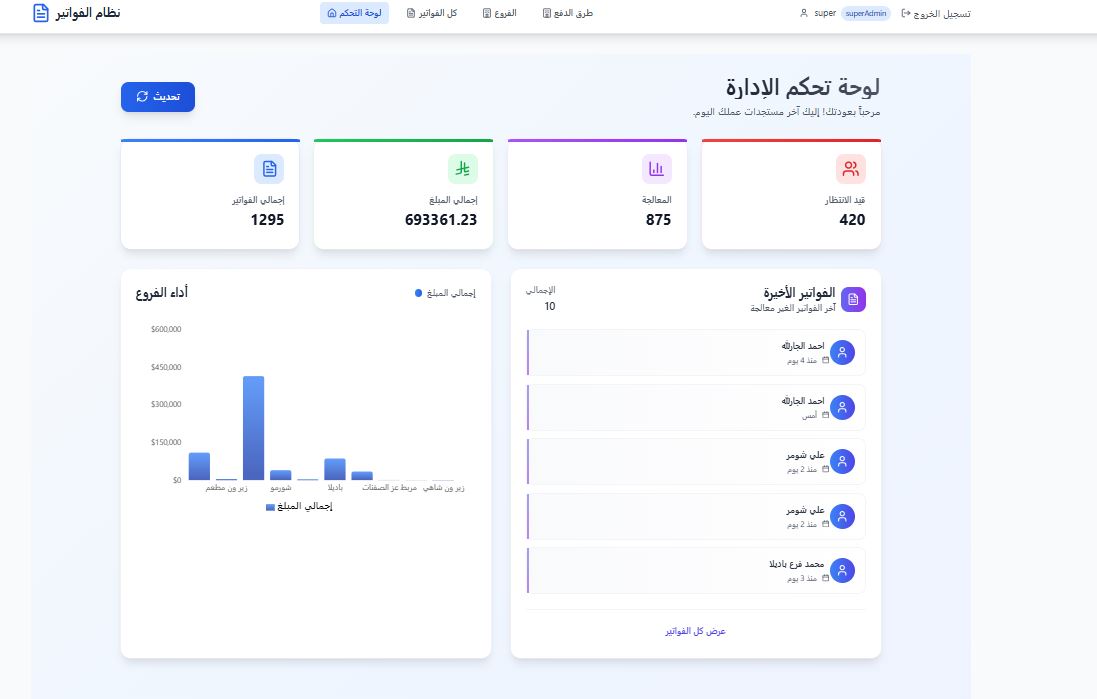 نظام الفواتير
لوحة التحكم
كل الفواتير
الفروع
طرق الدفع
super
superAdmin
تسجيل الخروج
لوحة تحكم الإدارة
مرحباً بعودتك! إليك آخر مستجدات عملك اليوم.
تحديث
قيد الانتظار
420
المعالجة
875
إجمالي المبلغ
693361.23
إجمالي الفواتير
1295
الفواتير الأخيرة
آخر الفواتير الغير معالجة
الإجمالي
10
احمد الجارالله
منذ 4 يوم
احمد الجارالله
أمس
علي شومر
منذ 2 يوم
علي شومر
منذ 2 يوم
محمد فرع باديلا
منذ 3 يوم
عرض كل الفواتير
أداء الفروع
إجمالي المبلغ
$600,000
$450,000
$300,000
$150,000
$0
زير ون مطعم
شورمو
باديلا
مربط عز الصفنات
زير ون شاهي
إجمالي المبلغ